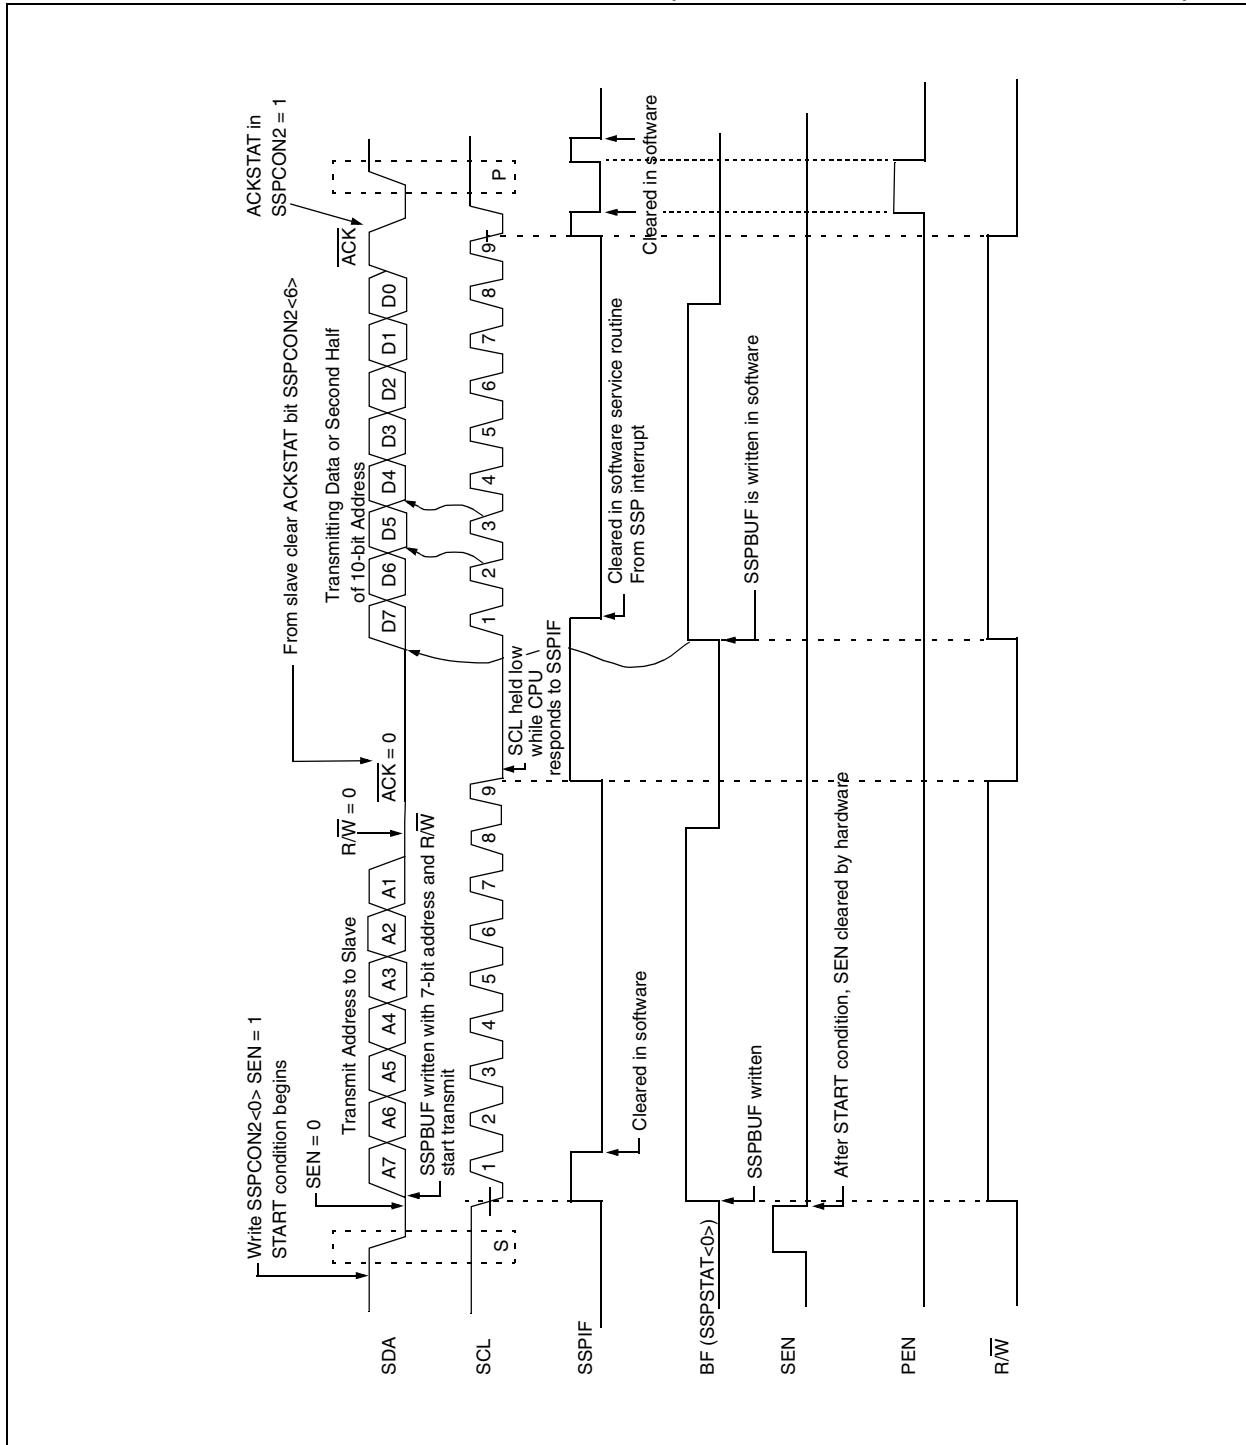 Write SSPCON2<0> SEN = 1
START condition begins
SEN = 0
Transmit Address to Slave
R/W = 0
From slave clear ACKSTAT bit SSPCON2<6>
ACK = 0
Transmitting Data or Second Half
of 10-bit Address
ACKSTAT in
SSPCON2 = 1
ACK
SDA
A7 A6 A5 A4 A3 A2 A1
D7 D6 D5 D4 D3 D2 D1 D0
SSPBUF written with 7-bit address and R/W
start transmit
SCL
S
1 2 3 4 5 6 7 8 9
1 2 3 4 5 6 7 8 9
P
SCL held low
while CPU
responds to SSPIF
SSPIF
Cleared in software
Cleared in software service routine
From SSP interrupt
Cleared in software
Cleared in software
BF (SSPSTAT<0>)
SSPBUF written
SSPBUF is written in software
SEN
After START condition, SEN cleared by hardware
PEN
R/W